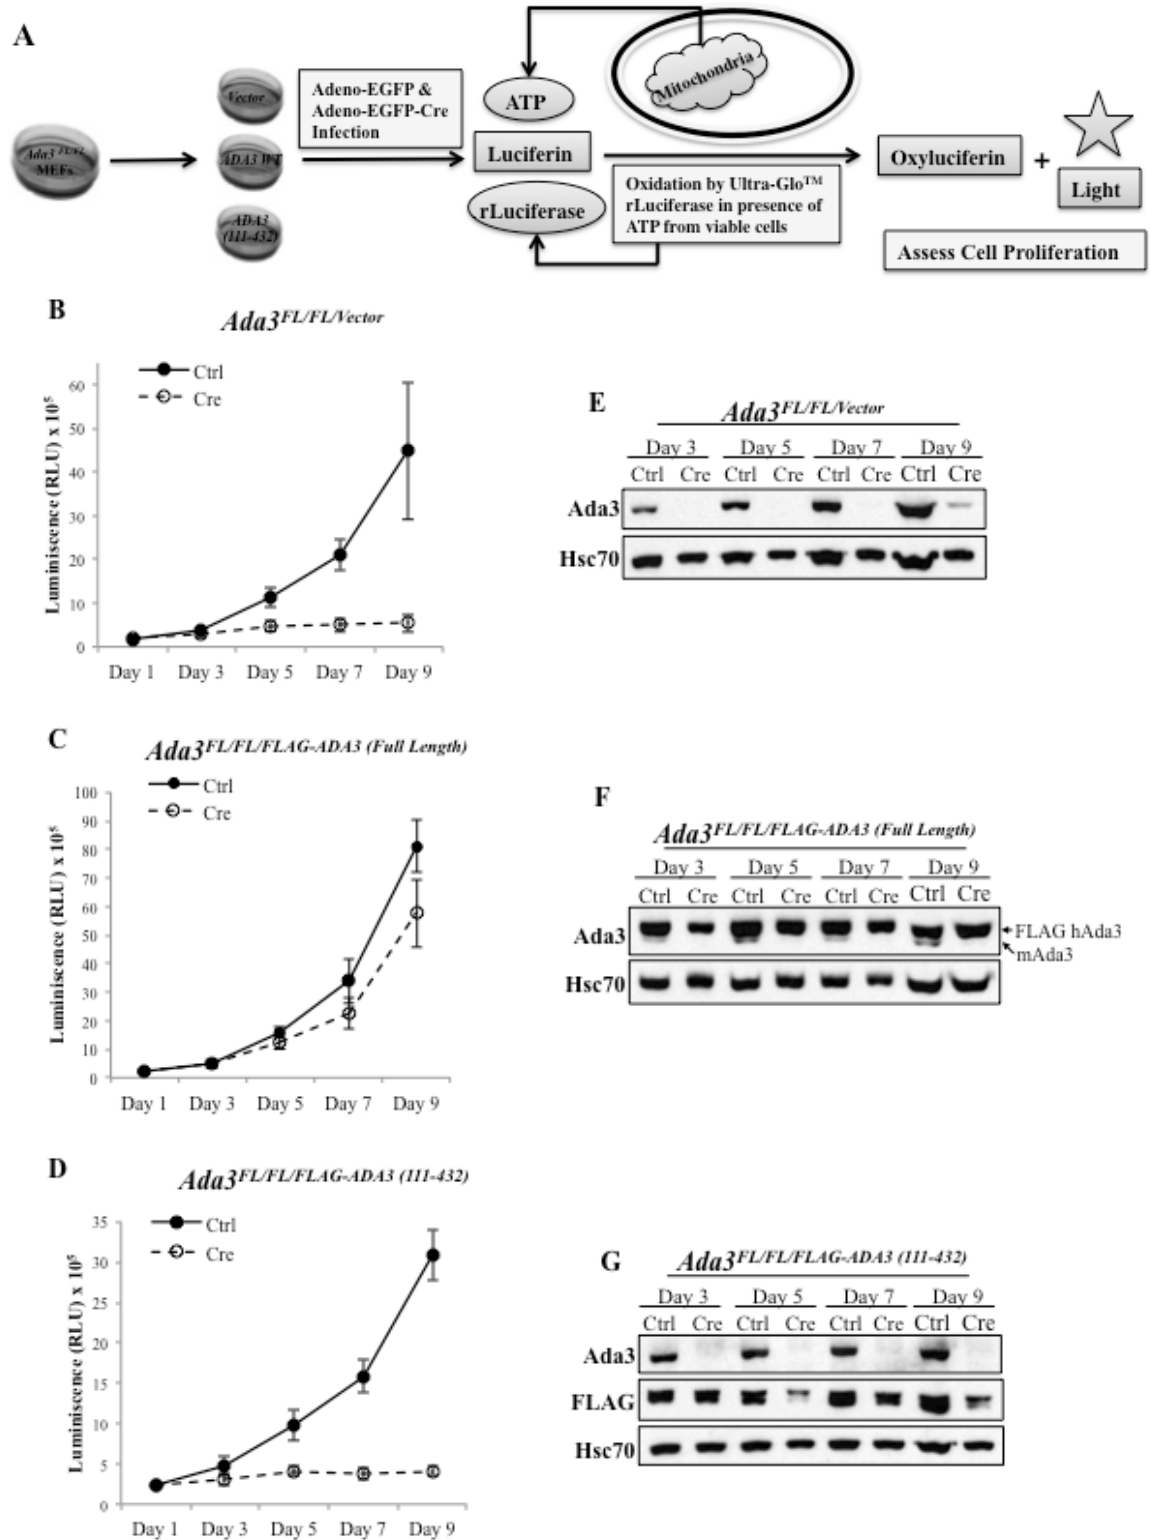 A
Ada3 FL/FL
MEFs
Vector
ADA3 WT
ADA3
(111-432)
Adeno-EGFP &
Adeno-EGFP-Cre
Infection
ATP
Luciferin
rLuciferase
Mitochondria
Oxidation by Ultra-Glo™
rLuciferase in presence of
ATP from viable cells
Oxyluciferin
+
Light
Assess Cell Proliferation
B
Ada3FL/FL/Vector
Ctrl
Cre
Luminiscence (RLU) x 10⁵
60
50
40
30
20
10
0
Day 1 Day 3 Day 5 Day 7 Day 9
E
Ada3FL/FL/Vector
Day 3 Day 5 Day 7 Day 9
Ctrl Cre Ctrl Cre Ctrl Cre Ctrl Cre
Ada3
Hsc70
C
Ada3FL/FL/FLAG-ADA3 (Full Length)
Ctrl
Cre
Luminiscence (RLU) x 10⁵
100
90
80
70
60
50
40
30
20
10
0
Day 1 Day 3 Day 5 Day 7 Day 9
F
Ada3FL/FL/FLAG-ADA3 (Full Length)
Day 3 Day 5 Day 7 Day 9
Ctrl Cre Ctrl Cre Ctrl Cre Ctrl Cre
Ada3
FLAG hAda3
mAda3
Hsc70
D
Ada3FL/FL/FLAG-ADA3 (111-432)
Ctrl
Cre
Luminiscence (RLU) x 10⁵
35
30
25
20
15
10
5
0
Day 1 Day 3 Day 5 Day 7 Day 9
G
Ada3FL/FL/FLAG-ADA3 (111-432)
Day 3 Day 5 Day 7 Day 9
Ctrl Cre Ctrl Cre Ctrl Cre Ctrl Cre
Ada3
FLAG
Hsc70